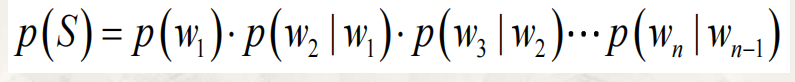 p(S) = p(w₁)· p(w₂ | w₁)· p(w₃ | w₂)⋯ p(wₙ | wₙ₋₁)